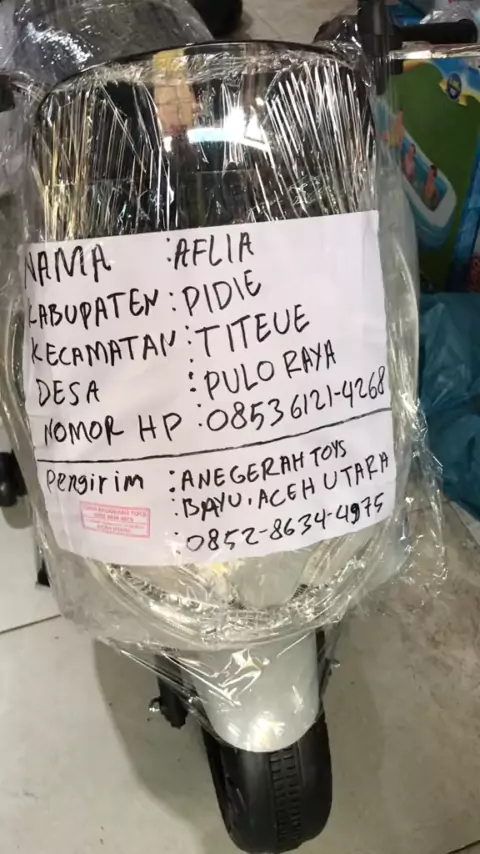 NAMA : AFLIA
KABUPATEN : PIDIE
KECAMATAN : TITEUE
DESA : PULO RAYA
NOMOR HP : 0853 6121-4268
Pengirim : ANEGERAH TOYS
: BAYU, ACEH UTARA
: 0852-8634-4975